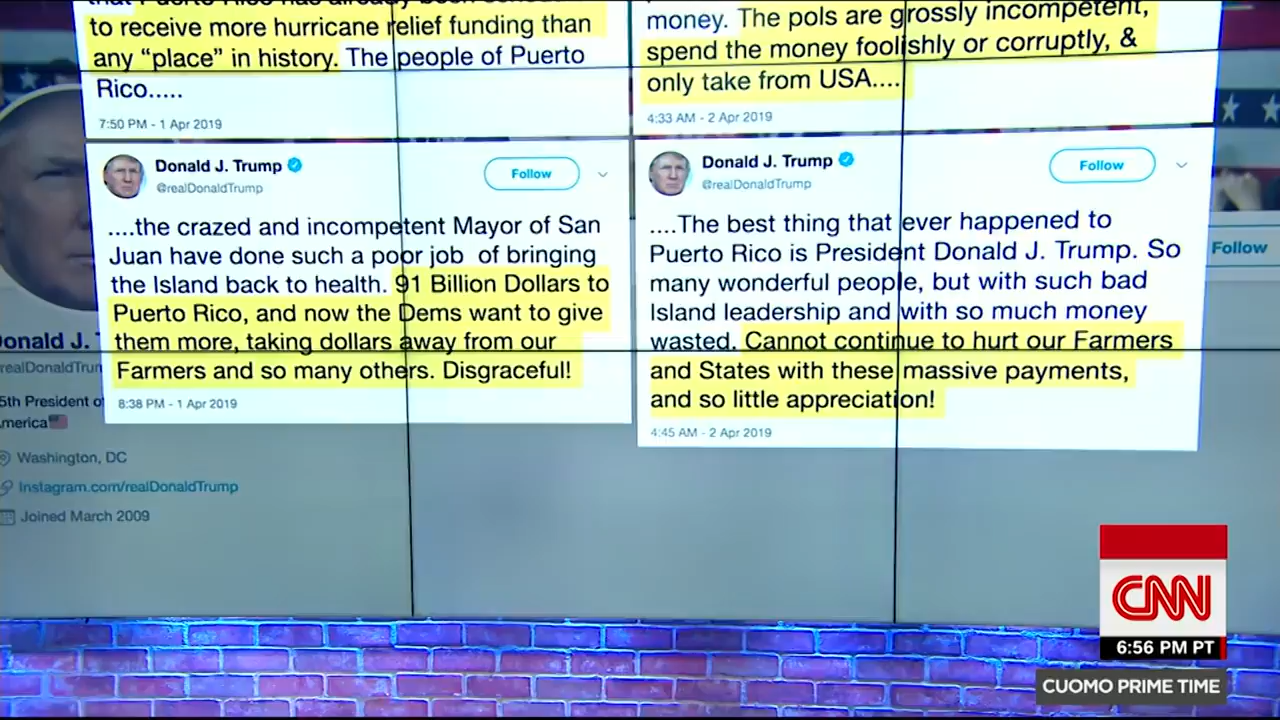 to receive more hurricane relief funding than
any “place” in history. The people of Puerto
Rico.....
7:50 PM - 1 Apr 2019
money. The pols are grossly incompetent,
spend the money foolishly or corruptly, &
only take from USA....
4:33 AM - 2 Apr 2019
Donald J. Trump
@realDonaldTrump
Follow
....the crazed and incompetent Mayor of San
Juan have done such a poor job of bringing
the Island back to health. 91 Billion Dollars to
Puerto Rico, and now the Dems want to give
them more, taking dollars away from our
Farmers and so many others. Disgraceful!
8:38 PM - 1 Apr 2019
Donald J. Trump
@realDonaldTrump
Follow
....The best thing that ever happened to
Puerto Rico is President Donald J. Trump. So
many wonderful people, but with such bad
Island leadership and with so much money
wasted. Cannot continue to hurt our Farmers
and States with these massive payments,
and so little appreciation!
4:45 AM - 2 Apr 2019
Follow
onald J. T
realDonaldTrum
5th President of
merica
Washington, DC
Instagram.com/realDonaldTrump
Joined March 2009
CNN
6:56 PM PT
CUOMO PRIME TIME